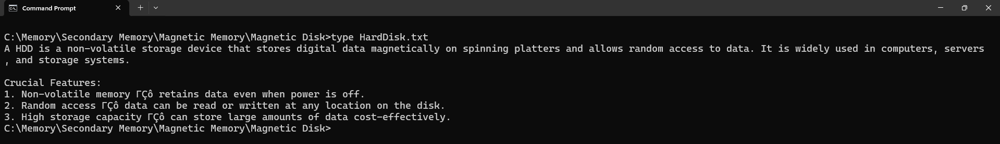 Command Prompt
C:\Memory\Secondary Memory\Magnetic Memory\Magnetic Disk>type HardDisk.txt
A HDD is a non-volatile storage device that stores digital data magnetically on spinning platters and allows random access to data. It is widely used in computers, servers
, and storage systems.
Crucial Features:
1. Non-volatile memory ΓÇô retains data even when power is off.
2. Random access ΓÇô data can be read or written at any location on the disk.
3. High storage capacity ΓÇô can store large amounts of data cost-effectively.
C:\Memory\Secondary Memory\Magnetic Memory\Magnetic Disk>